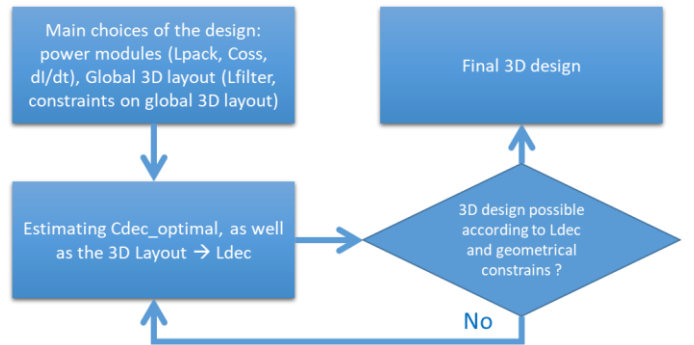 Main choices of the design:
power modules (Lpack, Coss,
dI/dt), Global 3D layout (Lfilter,
constraints on global 3D layout)
Final 3D design
Estimating Cdec_optimal, as well
as the 3D Layout → Ldec
3D design possible
according to Ldec
and geometrical
constrains ?
No